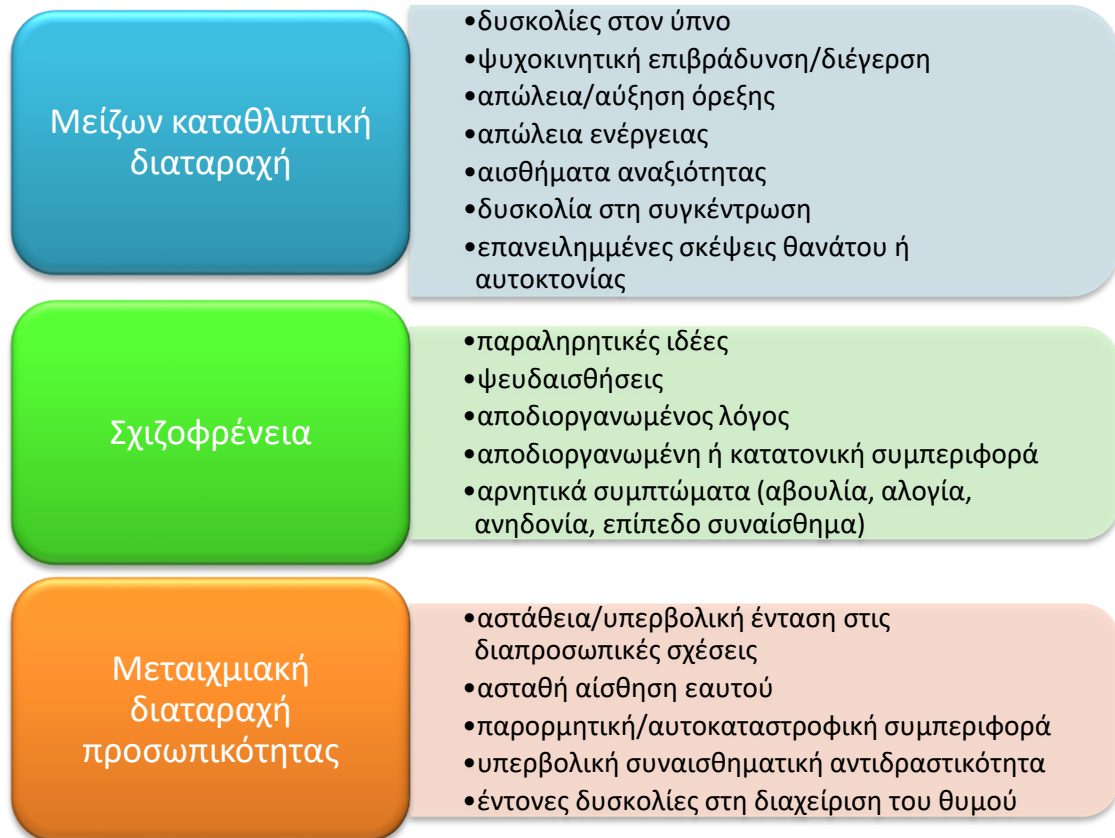 Μείζων καταθλιπτική
διαταραχή
•δυσκολίες στον ύπνο
•ψυχοκινητική επιβράδυνση/διέγερση
•απώλεια/αύξηση όρεξης
•απώλεια ενέργειας
•αισθήματα αναξιότητας
•δυσκολία στη συγκέντρωση
•επανειλημμένες σκέψεις θανάτου ή
αυτοκτονίας
Σχιζοφρένεια
•παραληρητικές ιδέες
•ψευδαισθήσεις
•αποδιοργανωμένος λόγος
•αποδιοργανωμένη ή κατατονική συμπεριφορά
•αρνητικά συμπτώματα (αβουλία, αλογία,
ανηδονία, επίπεδο συναίσθημα)
Μεταιχμιακή
διαταραχή
προσωπικότητας
•αστάθεια/υπερβολική ένταση στις
διαπροσωπικές σχέσεις
•ασταθή αίσθηση εαυτού
•παρορμητική/αυτοκαταστροφική συμπεριφορά
•υπερβολική συναισθηματική αντιδραστικότητα
•έντονες δυσκολίες στη διαχείριση του θυμού